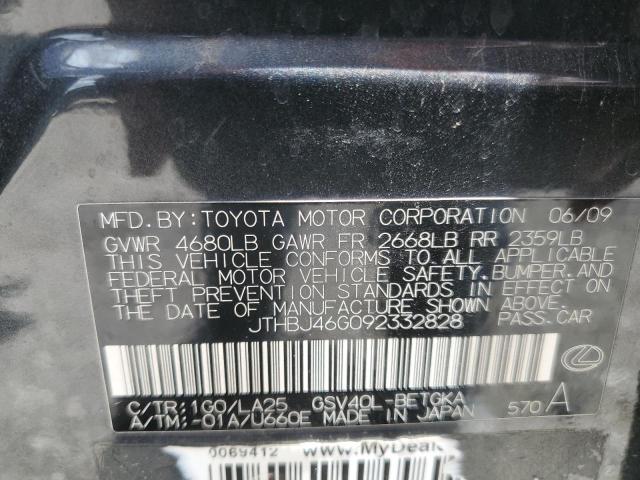 MFD. BY: TOYOTA MOTOR CORPORATION 06/09
GVWR 4680LB GAWR FR 2668LB RR 2359LB
THIS VEHICLE CONFORMS TO ALL APPLICABLE
FEDERAL MOTOR VEHICLE SAFETY, BUMPER, AND
THEFT PREVENTION STANDARDS IN EFFECT ON
THE DATE OF MANUFACTURE SHOWN ABOVE.
JTHBJ46G092332828 PASS. CAR
C/TR: 1G0/LA25 GSV40L-BETGKA
A/TM: -01A/U660E MADE IN JAPAN 570 A
0069412 www.MyDeal